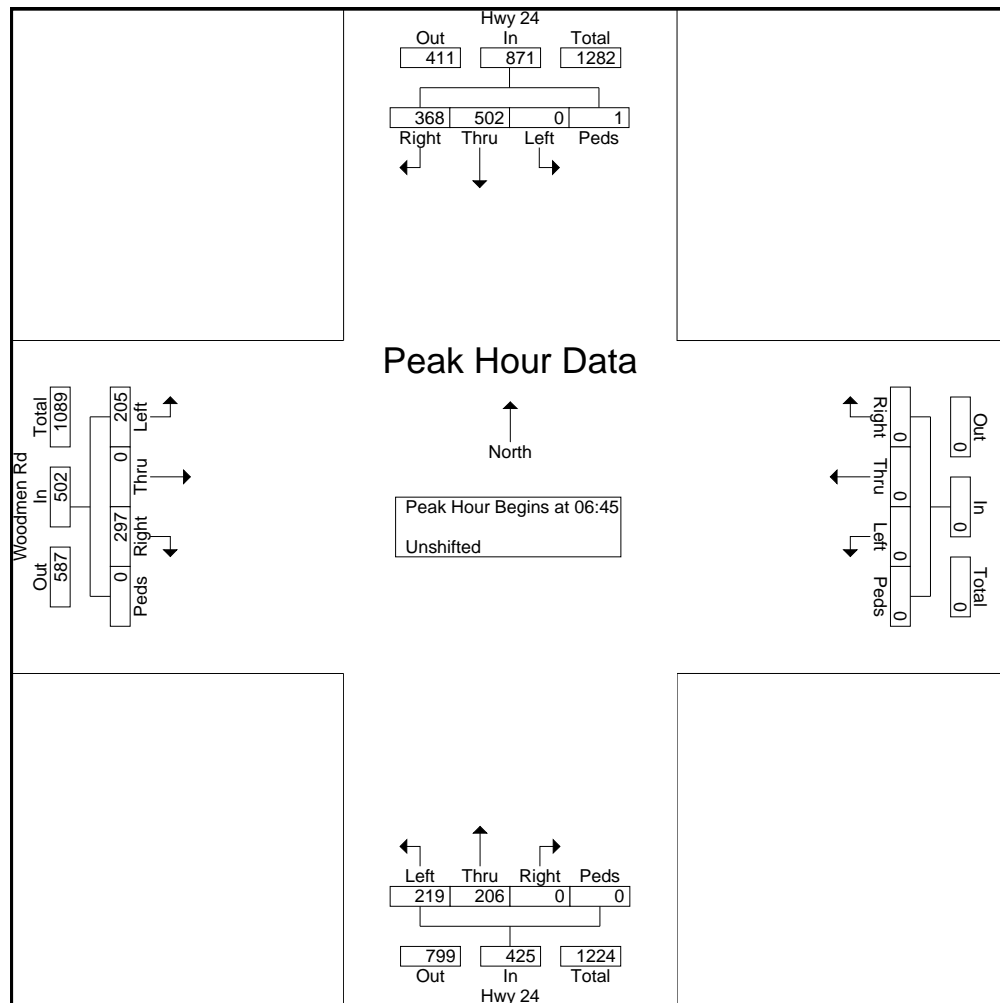 Hwy 24
Out In Total
411 871 1282
368 502 0 1
Right Thru Left Peds
Peak Hour Data
North
Peak Hour Begins at 06:45
Unshifted
Woodmen Rd
Out In Total
587 502 1089
205 0 297 0
Left Thru Right Peds
Right Thru Left Peds
0 0 0 0
Out In Total
0 0 0
Left Thru Right Peds
219 206 0 0
799 425 1224
Out In Total
Hwy 24